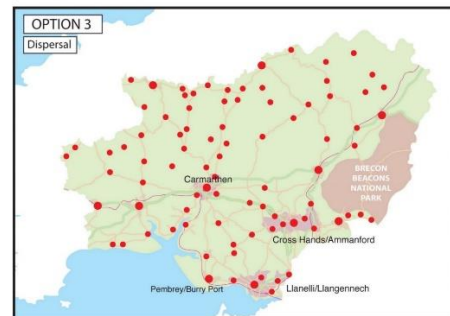 OPTION 3
Dispersal
BRECON
BEACONS
NATIONAL
PARK
Carmarthen
Cross Hands/Ammanford
Pembrey/Burry Port
Llanelli/Llangennech